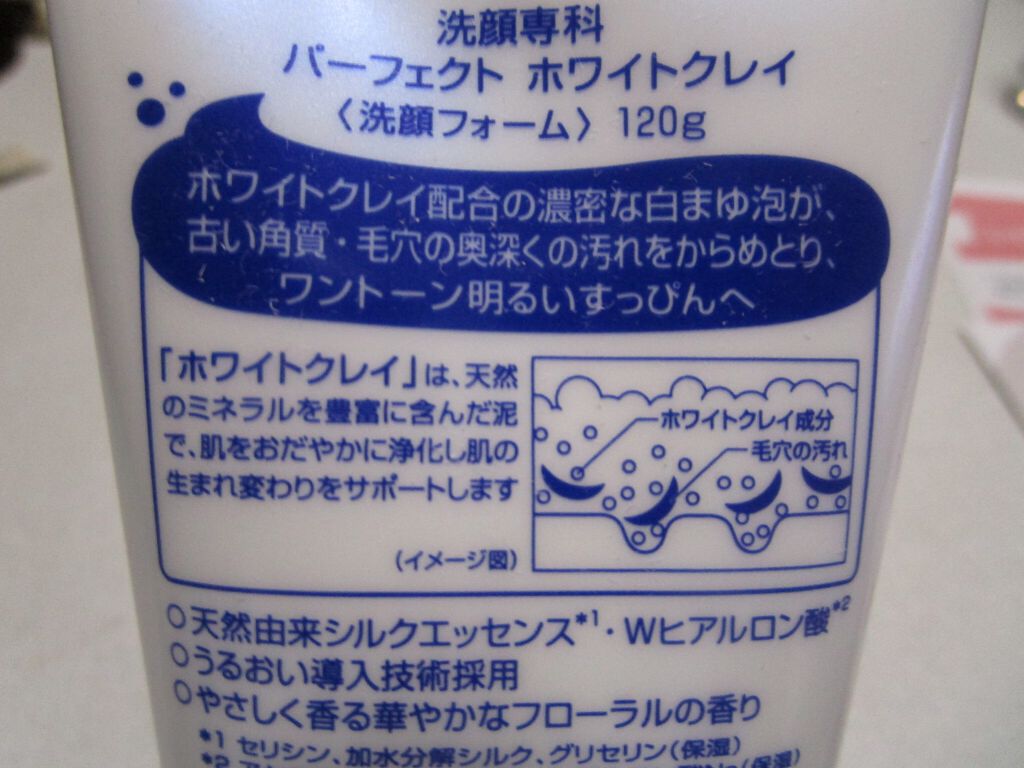 洗顔専科
パーフェクト ホワイトクレイ
〈洗顔フォーム〉 120g
ホワイトクレイ配合の濃密な白まゆ泡が、
古い角質・毛穴の奥深くの汚れをからめとり、
ワントーン明るいすっぴんへ
「ホワイトクレイ」は、天然
のミネラルを豊富に含んだ泥
で、肌をおだやかに浄化し肌の
生まれ変わりをサポートします
(イメージ図)
ホワイトクレイ成分
毛穴の汚れ
○天然由来シルクエッセンス*1・Wヒアルロン酸*2
○うるおい導入技術採用
○やさしく香る華やかなフローラルの香り
*1 セリシン、加水分解シルク、グリセリン(保湿)
*2 (保湿)